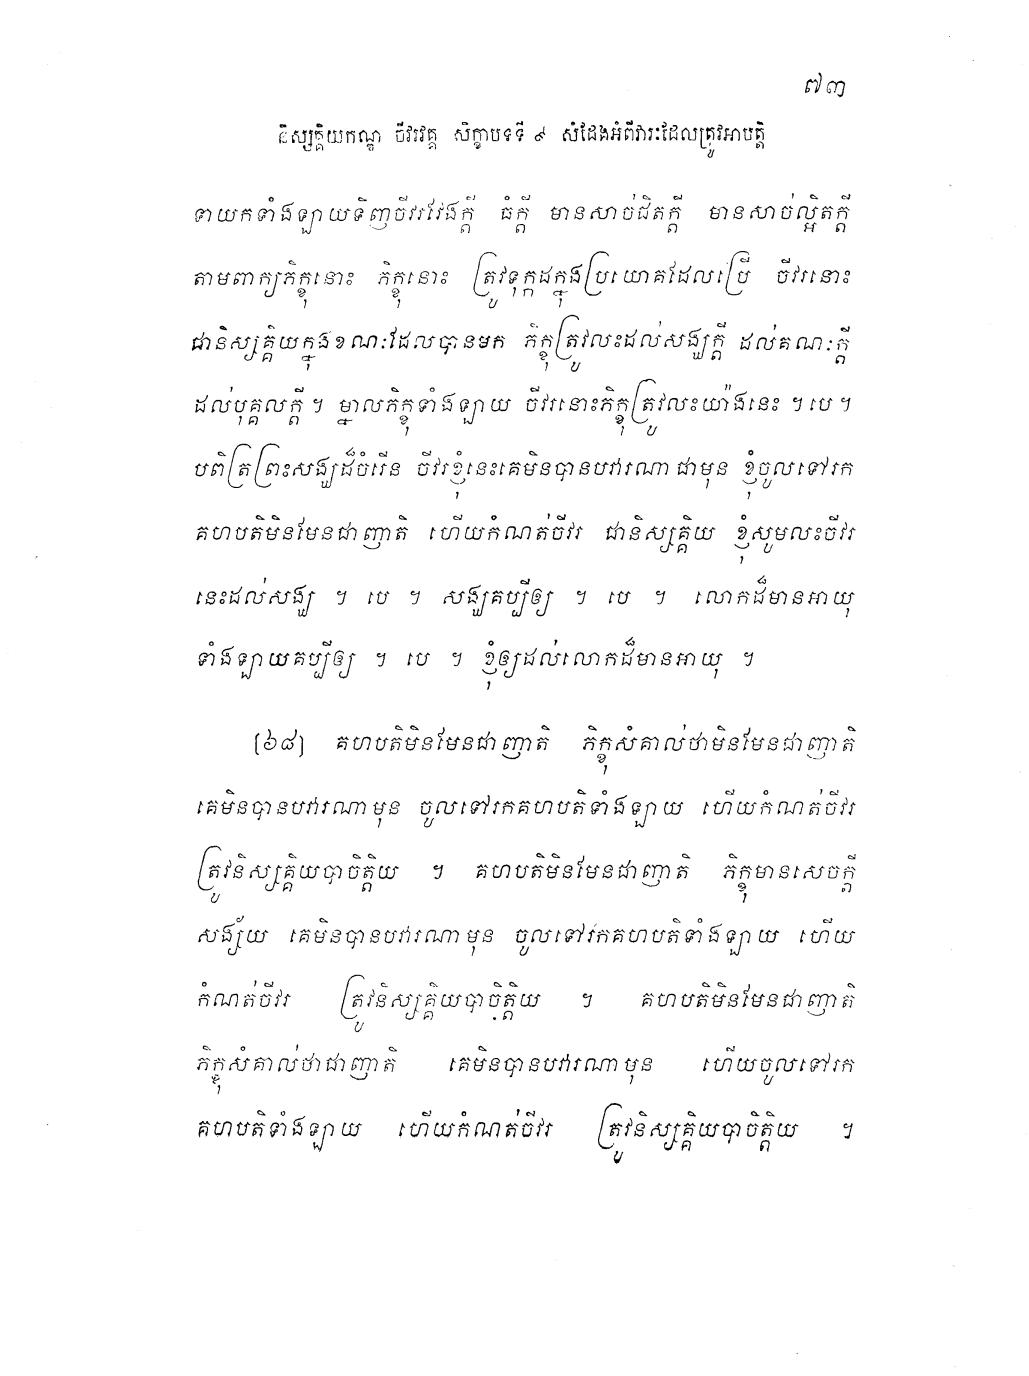 ៧៣
និស្សគ្គិយកណ្ឌ ចីវរវគ្គ សិក្ខាបទទី ៩ សំដែងអំពីវារៈដែលត្រូវអាបត្តិ
ទាយកទាំងឡាយទិញចីវរវែងក្តី ធំក្តី មានសាច់ជិតក្តី មានសាច់ល្អិតក្តី
តាមពាក្យភិក្ខុនោះ ភិក្ខុនោះ ត្រូវទុក្កដក្នុងប្រយោគដែលប្រើ ចីវរនោះ
ជានិស្សគ្គិយក្នុងខណៈដែលបានមក ភិក្ខុត្រូវលះដល់សង្ឃក្តី ដល់គណៈក្តី
ដល់បុគ្គលក្តី ។ ម្នាលភិក្ខុទាំងឡាយ ចីវរនោះភិក្ខុត្រូវលះយ៉ាងនេះ ។ បេ ។
បពិត្រព្រះសង្ឃដ៏ចំរើន ចីវរខ្ញុំនេះគេមិនបានបវារណាជាមុន ខ្ញុំចូលទៅរក
គហបតិមិនមែនជាញាតិ ហើយកំណត់ចីវរ ជានិស្សគ្គិយ ខ្ញុំសូមលះចីវរ
នេះដល់សង្ឃ ។ បេ ។ សង្ឃគប្បីឲ្យ ។ បេ ។ លោកដ៏មានអាយុ
ទាំងឡាយគប្បីឲ្យ ។ បេ ។ ខ្ញុំឲ្យដល់លោកដ៏មានអាយុ ។
[៦៨] គហបតិមិនមែនជាញាតិ ភិក្ខុសំគាល់ថាមិនមែនជាញាតិ
គេមិនបានបវារណាមុន ចូលទៅរកគហបតិទាំងឡាយ ហើយកំណត់ចីវរ
ត្រូវនិស្សគ្គិយបាចិត្តិយ ។ គហបតិមិនមែនជាញាតិ ភិក្ខុមានសេចក្តី
សង្ស័យ គេមិនបានបវារណាមុន ចូលទៅរកគហបតិទាំងឡាយ ហើយ
កំណត់ចីវរ ត្រូវនិស្សគ្គិយបាចិត្តិយ ។ គហបតិមិនមែនជាញាតិ
ភិក្ខុសំគាល់ថាជាញាតិ គេមិនបានបវារណាមុន ហើយចូលទៅរក
គហបតិទាំងឡាយ ហើយកំណត់ចីវរ ត្រូវនិស្សគ្គិយបាចិត្តិយ ។